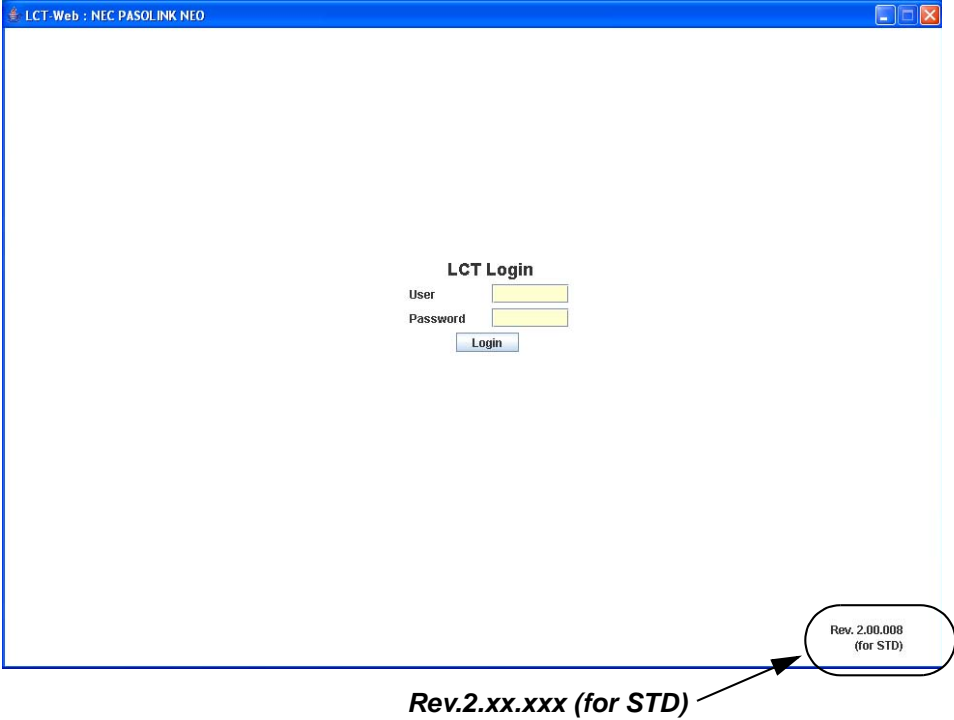 LCT-Web : NEC PASOLINK NEO
LCT Login
User
Password
Login
Rev. 2.00.008
(for STD)
Rev.2.xx.xxx (for STD)